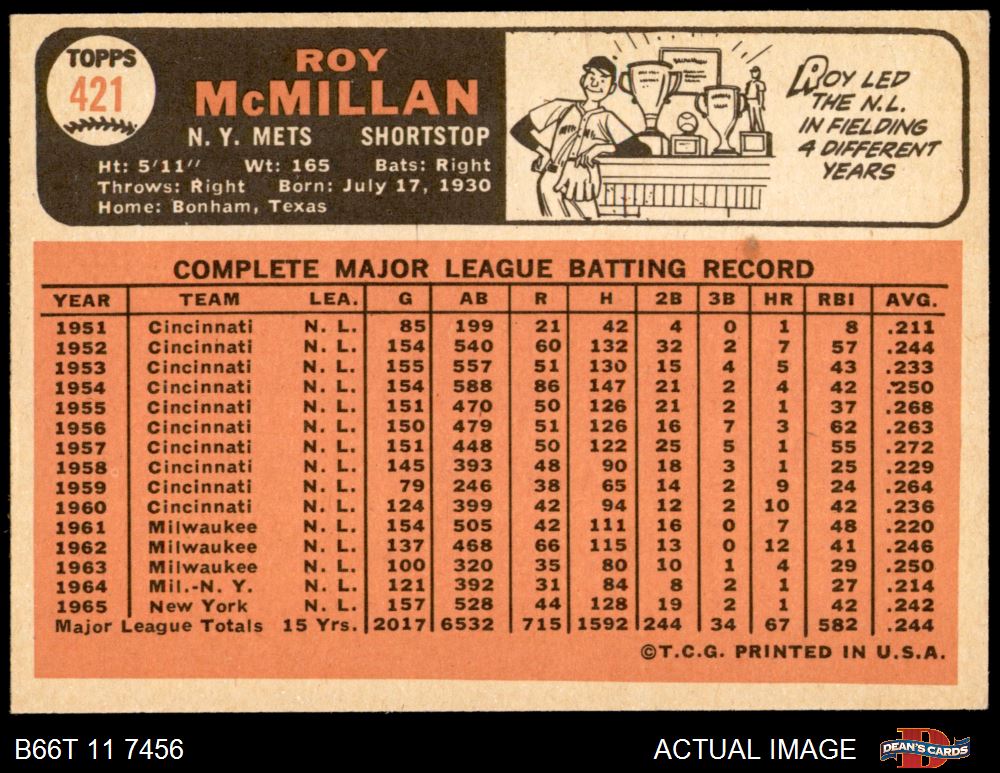 TOPPS
421
ROY
McMILLAN
N. Y. METS SHORTSTOP
Ht: 5'11" Wt: 165 Bats: Right
Throws: Right Born: July 17, 1930
Home: Bonham, Texas
ROY LED
THE N.L.
IN FIELDING
4 DIFFERENT
YEARS
COMPLETE MAJOR LEAGUE BATTING RECORD
YEAR TEAM LEA. G AB R H 2B 3B HR RBI AVG.
1951 Cincinnati N. L. 85 199 21 42 4 0 1 8 .211
1952 Cincinnati N. L. 154 540 60 132 32 2 7 57 .244
1953 Cincinnati N. L. 155 557 51 130 15 4 5 43 .233
1954 Cincinnati N. L. 154 588 86 147 21 2 4 42 .250
1955 Cincinnati N. L. 151 470 50 126 21 2 1 37 .268
1956 Cincinnati N. L. 150 479 51 126 16 7 3 62 .263
1957 Cincinnati N. L. 151 448 50 122 25 5 1 55 .272
1958 Cincinnati N. L. 145 393 48 90 18 3 1 25 .229
1959 Cincinnati N. L. 79 246 38 65 14 2 9 24 .264
1960 Cincinnati N. L. 124 399 42 94 12 2 10 42 .236
1961 Milwaukee N. L. 154 505 42 111 16 0 7 48 .220
1962 Milwaukee N. L. 137 468 66 115 13 0 12 41 .246
1963 Milwaukee N. L. 100 320 35 80 10 1 4 29 .250
1964 Mil.-N. Y. N. L. 121 392 31 84 8 2 1 27 .214
1965 New York N. L. 157 528 44 128 19 2 1 42 .242
Major League Totals 15 Yrs. 2017 6532 715 1592 244 34 67 582 .244
©T.C.G. PRINTED IN U.S.A.
B66T 11 7456
ACTUAL IMAGE
DEAN'S CARDS